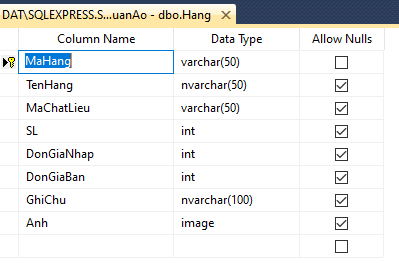 DAT\SQLEXPRESS.S...uanAo - dbo.Hang
Column Name Data Type Allow Nulls
MaHang varchar(50)
TenHang nvarchar(50)
MaChatLieu varchar(50)
SL int
DonGiaNhap int
DonGiaBan int
GhiChu nvarchar(100)
Anh image